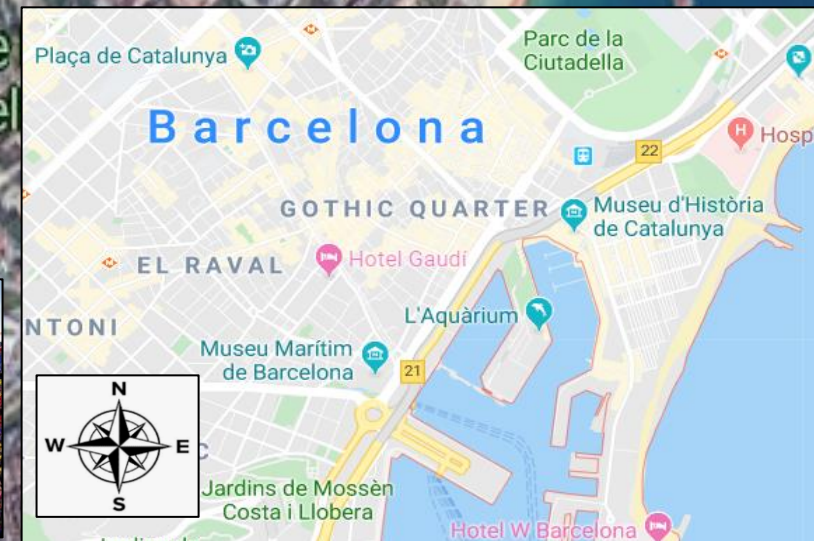 Plaça de Catalunya
Parc de la
Ciutadella
Barcelona
22
Hosp
GOTHIC QUARTER
Museu d'Història
de Catalunya
EL RAVAL
Hotel Gaudí
L'Aquàrium
NTONI
Museu Marítim
de Barcelona
21
N
W
E
S
C
Jardins de Mossèn
Costa i Llobera
Hotel W Barcelona